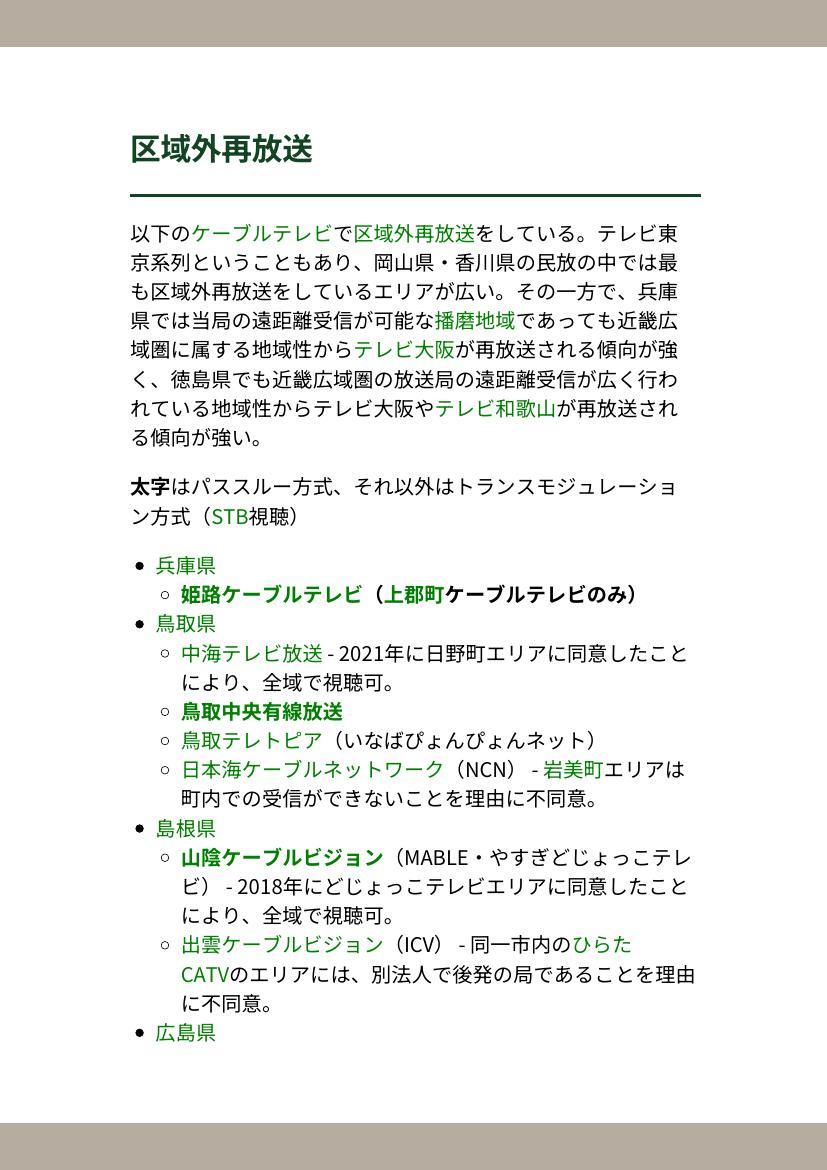 区域外再放送
以下のケーブルテレビで区域外再放送をしている。テレビ東
京系列ということもあり、岡山県・香川県の民放の中では最
も区域外再放送をしているエリアが広い。その一方で、兵庫
県では当局の遠距離受信が可能な播磨地域であっても近畿広
域圏に属する地域性からテレビ大阪が再放送される傾向が強
く、徳島県でも近畿広域圏の放送局の遠距離受信が広く行わ
れている地域性からテレビ大阪やテレビ和歌山が再放送され
る傾向が強い。
太字はパススルー方式、それ以外はトランスモジュレーショ
ン方式（STB視聴）
• 兵庫県
◦ 姫路ケーブルテレビ（上郡町ケーブルテレビのみ）
• 鳥取県
◦ 中海テレビ放送 - 2021年に日野町エリアに同意したこと
により、全域で視聴可。
◦ 鳥取中央有線放送
◦ 鳥取テレトピア（いなばぴょんぴょんネット）
◦ 日本海ケーブルネットワーク（NCN） - 岩美町エリアは
町内での受信ができないことを理由に不同意。
• 島根県
◦ 山陰ケーブルビジョン（MABLE・やすぎどじょっこテレ
ビ） - 2018年にどじょっこテレビエリアに同意したこと
により、全域で視聴可。
◦ 出雲ケーブルビジョン（ICV） - 同一市内のひらた
CATVのエリアには、別法人で後発の局であることを理由
に不同意。
• 広島県